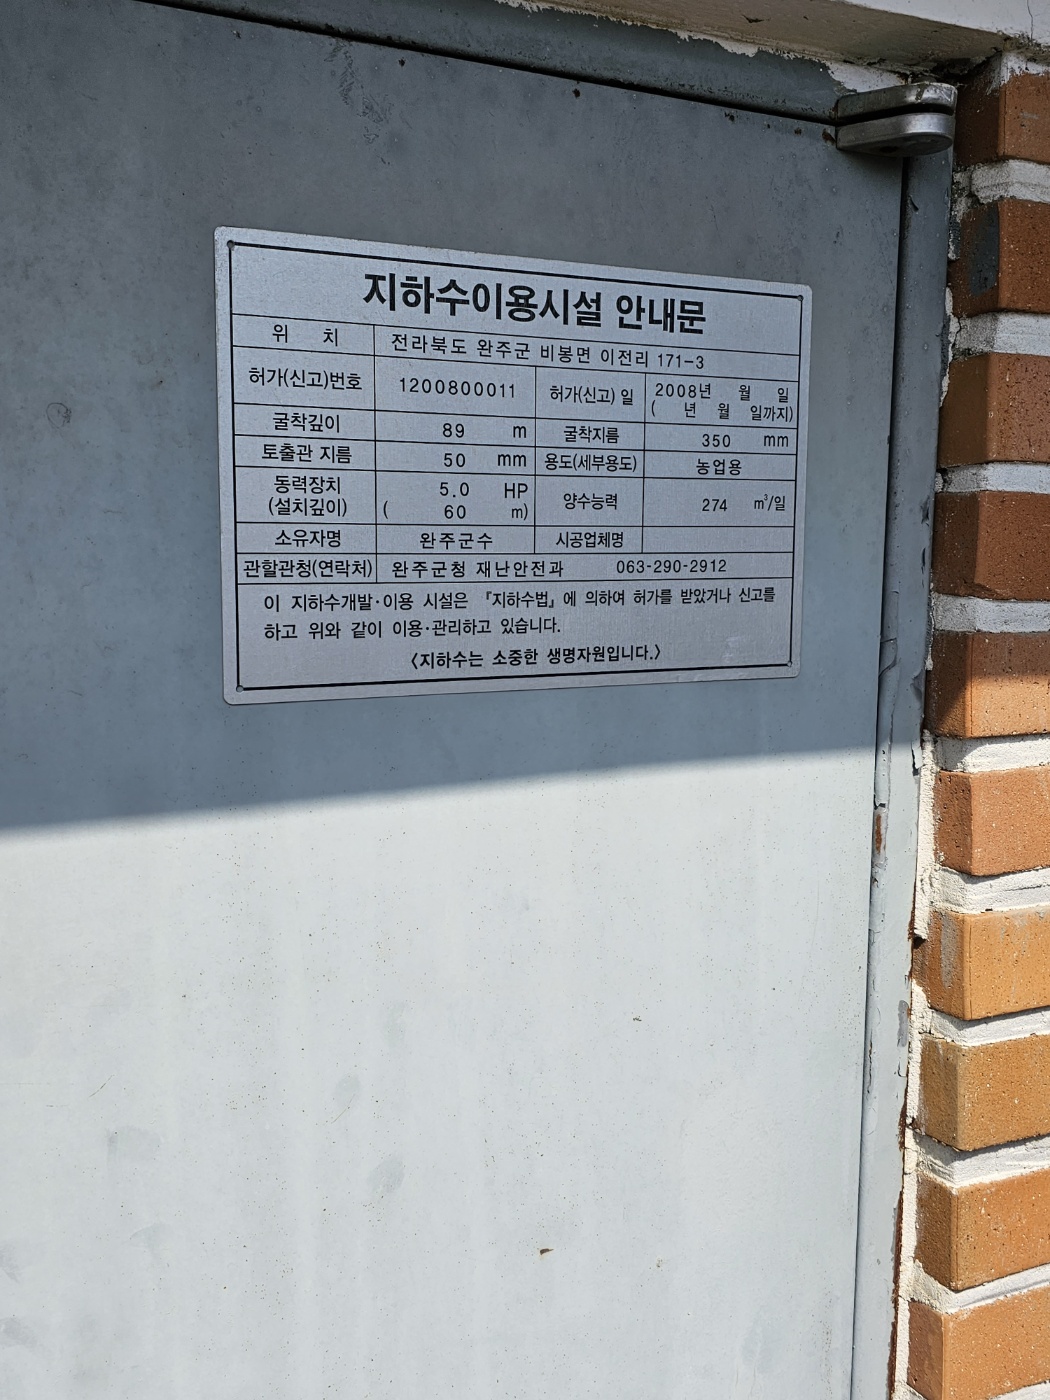 지하수이용시설 안내문
위 치 전라북도 완주군 비봉면 이전리 171-3
허가(신고)번호 1200800011 허가(신고) 일 2008년 월 일
( 년 월 일까지)
굴착깊이 89 m 굴착지름 350 mm
토출관 지름 50 mm 용도(세부용도) 농업용
동력장치 5.0 HP 양수능력 274 m³/일
(설치깊이) ( 60 m)
소유자명 완주군수 시공업체명
관할관청(연락처) 완주군청 재난안전과 063-290-2912
이 지하수개발·이용 시설은 『지하수법』에 의하여 허가를 받았거나 신고를
하고 위와 같이 이용·관리하고 있습니다.
〈지하수는 소중한 생명자원입니다.〉